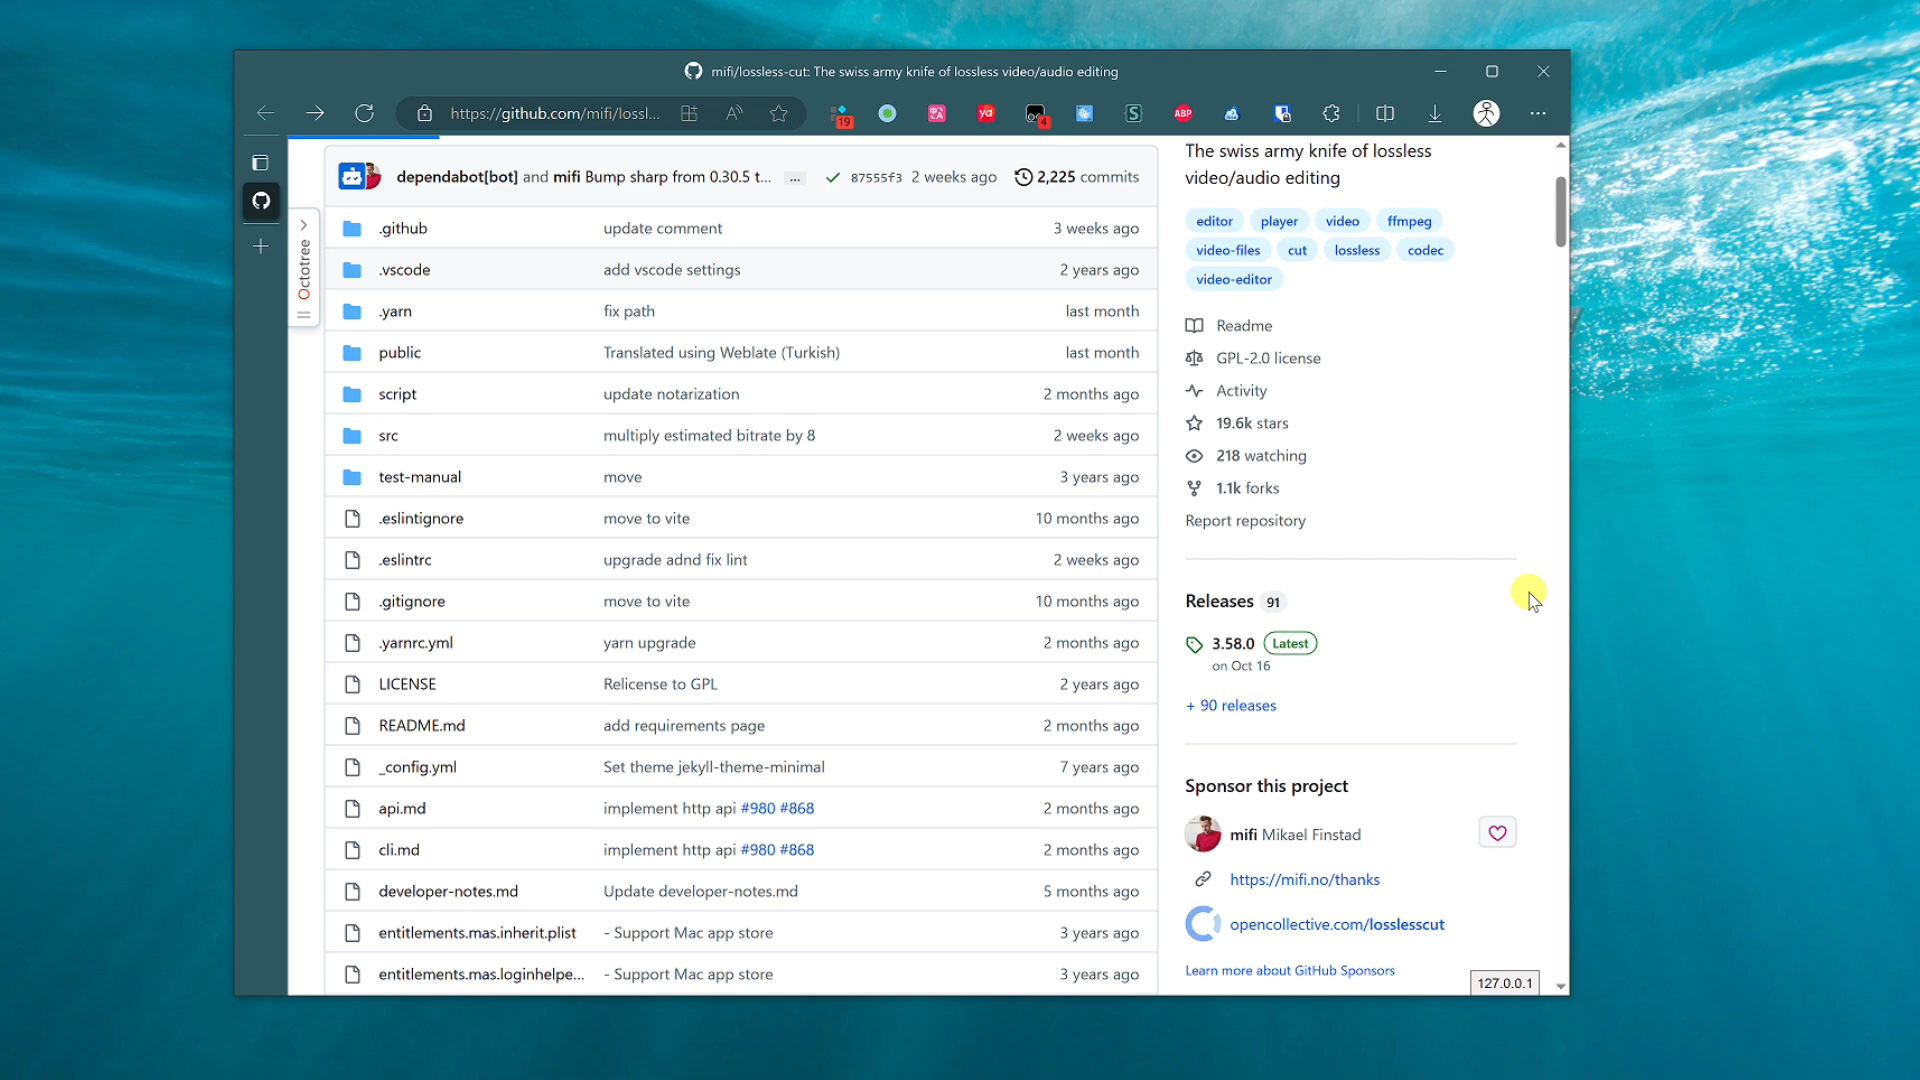 mifi/lossless-cut: The swiss army knife of lossless video/audio editing
https://github.com/mifi/lossl...
19
yd
4
S
ABP
Octotree
dependabot[bot] and mifi Bump sharp from 0.30.5 t... ... 87555f3 2 weeks ago 2,225 commits
.github update comment 3 weeks ago
.vscode add vscode settings 2 years ago
.yarn fix path last month
public Translated using Weblate (Turkish) last month
script update notarization 2 months ago
src multiply estimated bitrate by 8 2 weeks ago
test-manual move 3 years ago
.eslintignore move to vite 10 months ago
.eslintrc upgrade adnd fix lint 2 weeks ago
.gitignore move to vite 10 months ago
.yarnrc.yml yarn upgrade 2 months ago
LICENSE Relicense to GPL 2 years ago
README.md add requirements page 2 months ago
_config.yml Set theme jekyll-theme-minimal 7 years ago
api.md implement http api #980 #868 2 months ago
cli.md implement http api #980 #868 2 months ago
developer-notes.md Update developer-notes.md 5 months ago
entitlements.mas.inherit.plist - Support Mac app store 3 years ago
entitlements.mas.loginhelpe... - Support Mac app store 3 years ago
The swiss army knife of lossless
video/audio editing
editor player video ffmpeg
video-files cut lossless codec
video-editor
Readme
GPL-2.0 license
Activity
19.6k stars
218 watching
1.1k forks
Report repository
Releases 91
3.58.0 Latest
on Oct 16
+ 90 releases
Sponsor this project
mifi Mikael Finstad
https://mifi.no/thanks
opencollective.com/losslesscut
Learn more about GitHub Sponsors
127.0.0.1